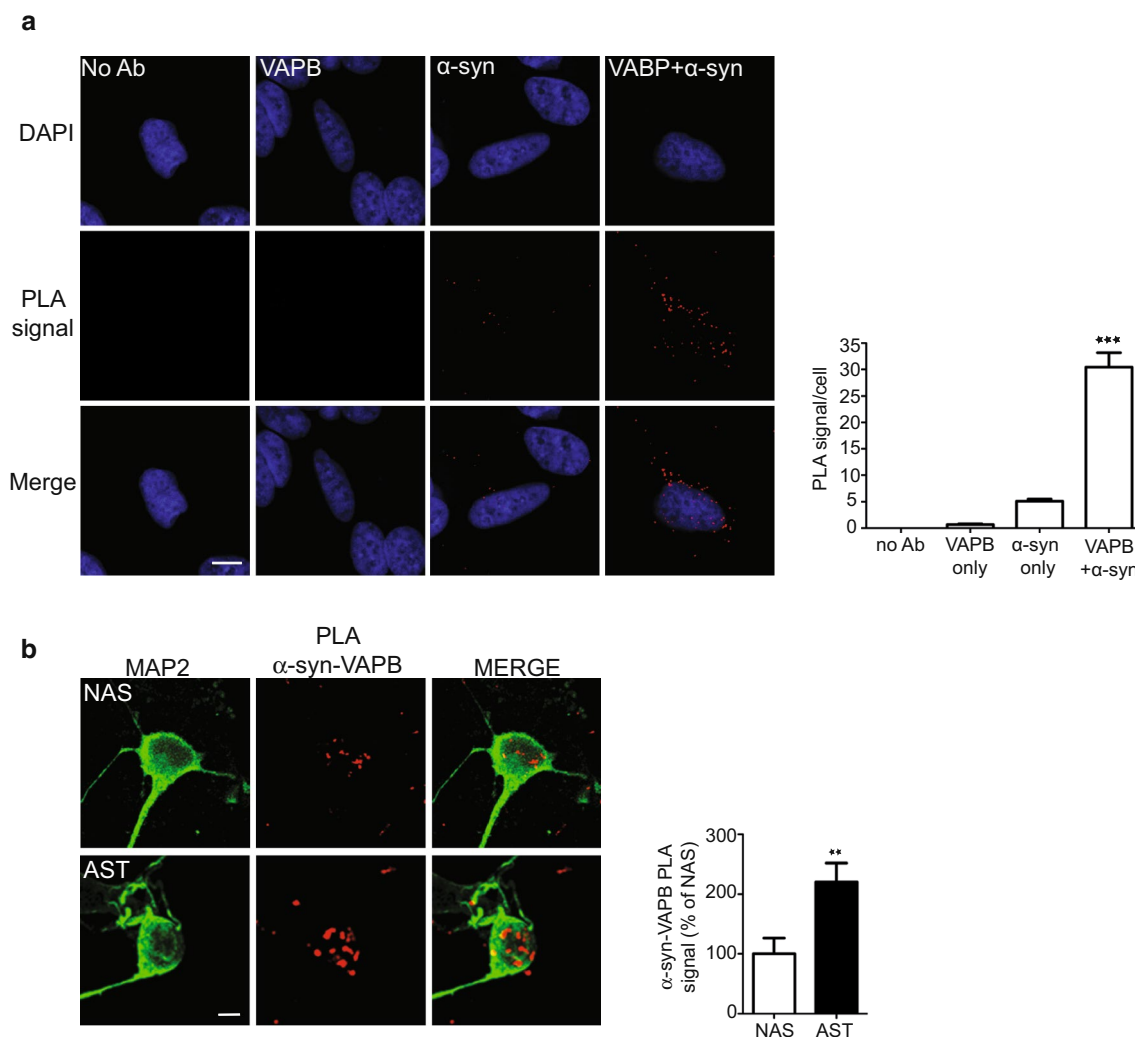 a
No Ab VAPB α-syn VABP+α-syn
DAPI
PLA
signal
Merge
PLA signal/cell
35
30
25
20
15
10
5
0
***
no Ab VAPB only α-syn only VAPB +α-syn
b
MAP2
PLA
α-syn-VAPB
MERGE
NAS
AST
α-syn-VAPB PLA
signal (% of NAS)
300
200
100
0
**
NAS AST